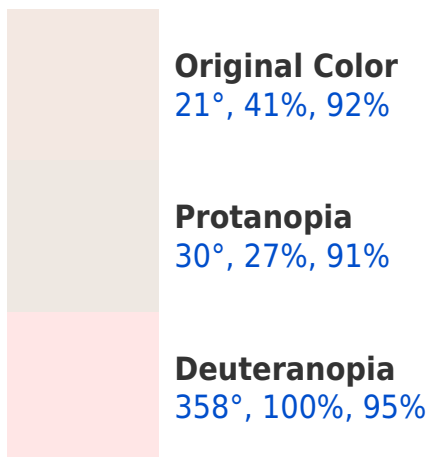 Original Color
21°, 41%, 92%
Protanopia
30°, 27%, 91%
Deuteranopia
358°, 100%, 95%